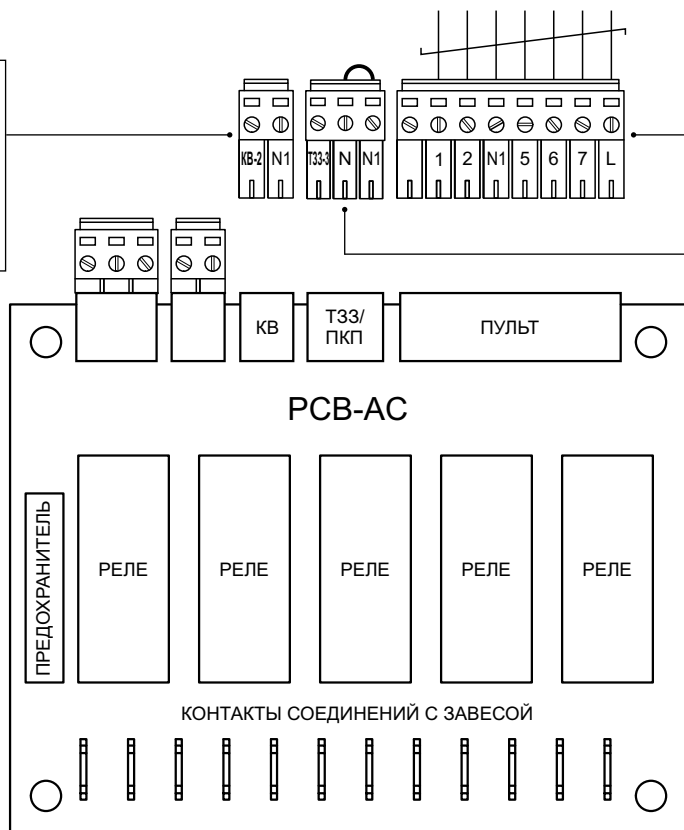 КВ-2 N1 ТЗЗ-3 N N1 1 2 N1 5 6 7 L
КВ
ТЗЗ/
ПКП
ПУЛЬТ
PCB-AC
ПРЕДОХРАНИТЕЛЬ
РЕЛЕ РЕЛЕ РЕЛЕ РЕЛЕ РЕЛЕ
КОНТАКТЫ СОЕДИНЕНИЙ С ЗАВЕСОЙ